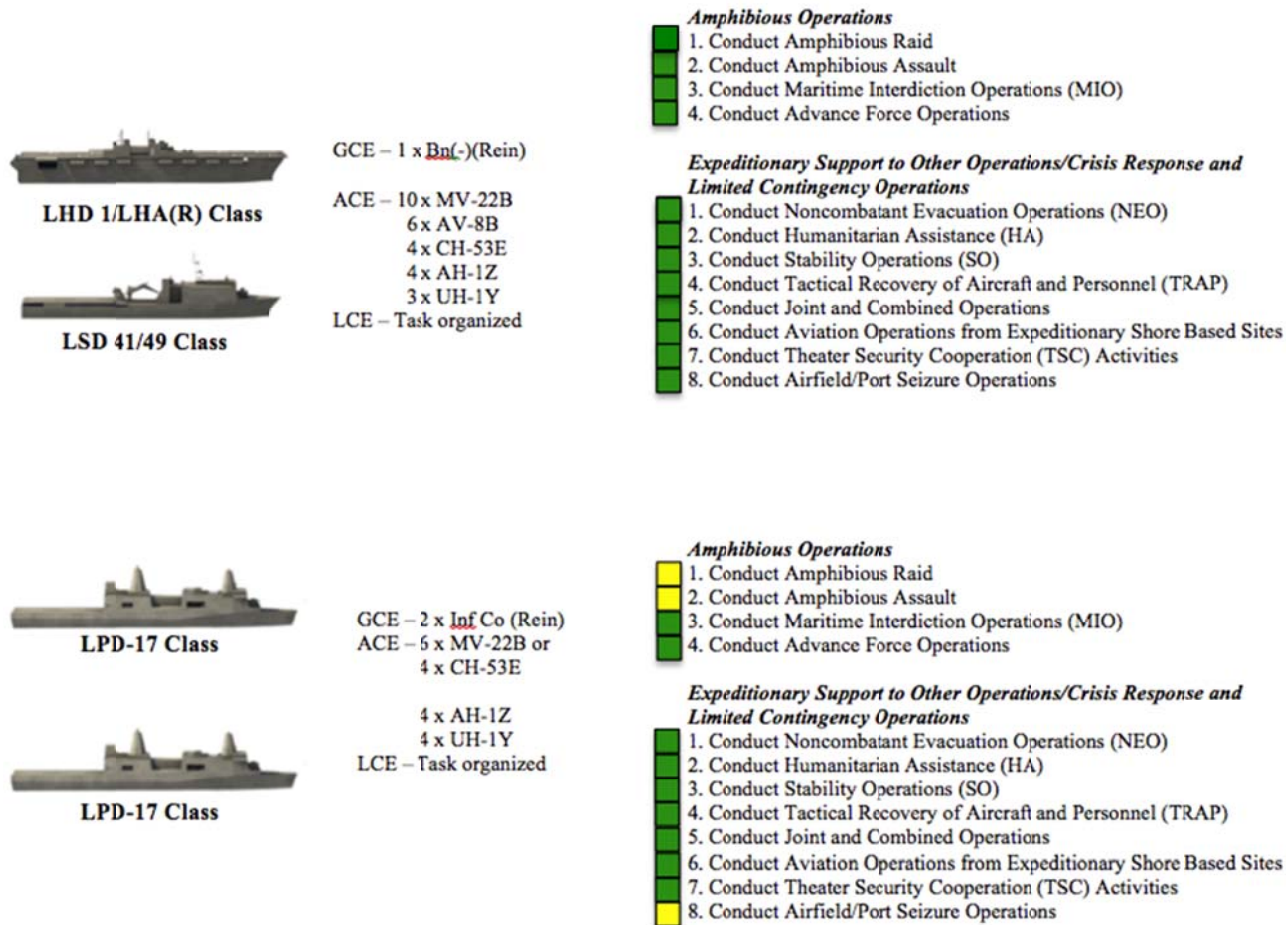 LHD 1/LHA(R) Class
LSD 41/49 Class
GCE – 1 x Bn(-)(Rein)
ACE – 10 x MV-22B
6 x AV-8B
4 x CH-53E
4 x AH-1Z
3 x UH-1Y
LCE – Task organized
Amphibious Operations
1. Conduct Amphibious Raid
2. Conduct Amphibious Assault
3. Conduct Maritime Interdiction Operations (MIO)
4. Conduct Advance Force Operations
Expeditionary Support to Other Operations/Crisis Response and
Limited Contingency Operations
1. Conduct Noncombatant Evacuation Operations (NEO)
2. Conduct Humanitarian Assistance (HA)
3. Conduct Stability Operations (SO)
4. Conduct Tactical Recovery of Aircraft and Personnel (TRAP)
5. Conduct Joint and Combined Operations
6. Conduct Aviation Operations from Expeditionary Shore Based Sites
7. Conduct Theater Security Cooperation (TSC) Activities
8. Conduct Airfield/Port Seizure Operations
LPD-17 Class
LPD-17 Class
GCE – 2 x Inf Co (Rein)
ACE – 6 x MV-22B or
4 x CH-53E
4 x AH-1Z
4 x UH-1Y
LCE – Task organized
Amphibious Operations
1. Conduct Amphibious Raid
2. Conduct Amphibious Assault
3. Conduct Maritime Interdiction Operations (MIO)
4. Conduct Advance Force Operations
Expeditionary Support to Other Operations/Crisis Response and
Limited Contingency Operations
1. Conduct Noncombatant Evacuation Operations (NEO)
2. Conduct Humanitarian Assistance (HA)
3. Conduct Stability Operations (SO)
4. Conduct Tactical Recovery of Aircraft and Personnel (TRAP)
5. Conduct Joint and Combined Operations
6. Conduct Aviation Operations from Expeditionary Shore Based Sites
7. Conduct Theater Security Cooperation (TSC) Activities
8. Conduct Airfield/Port Seizure Operations